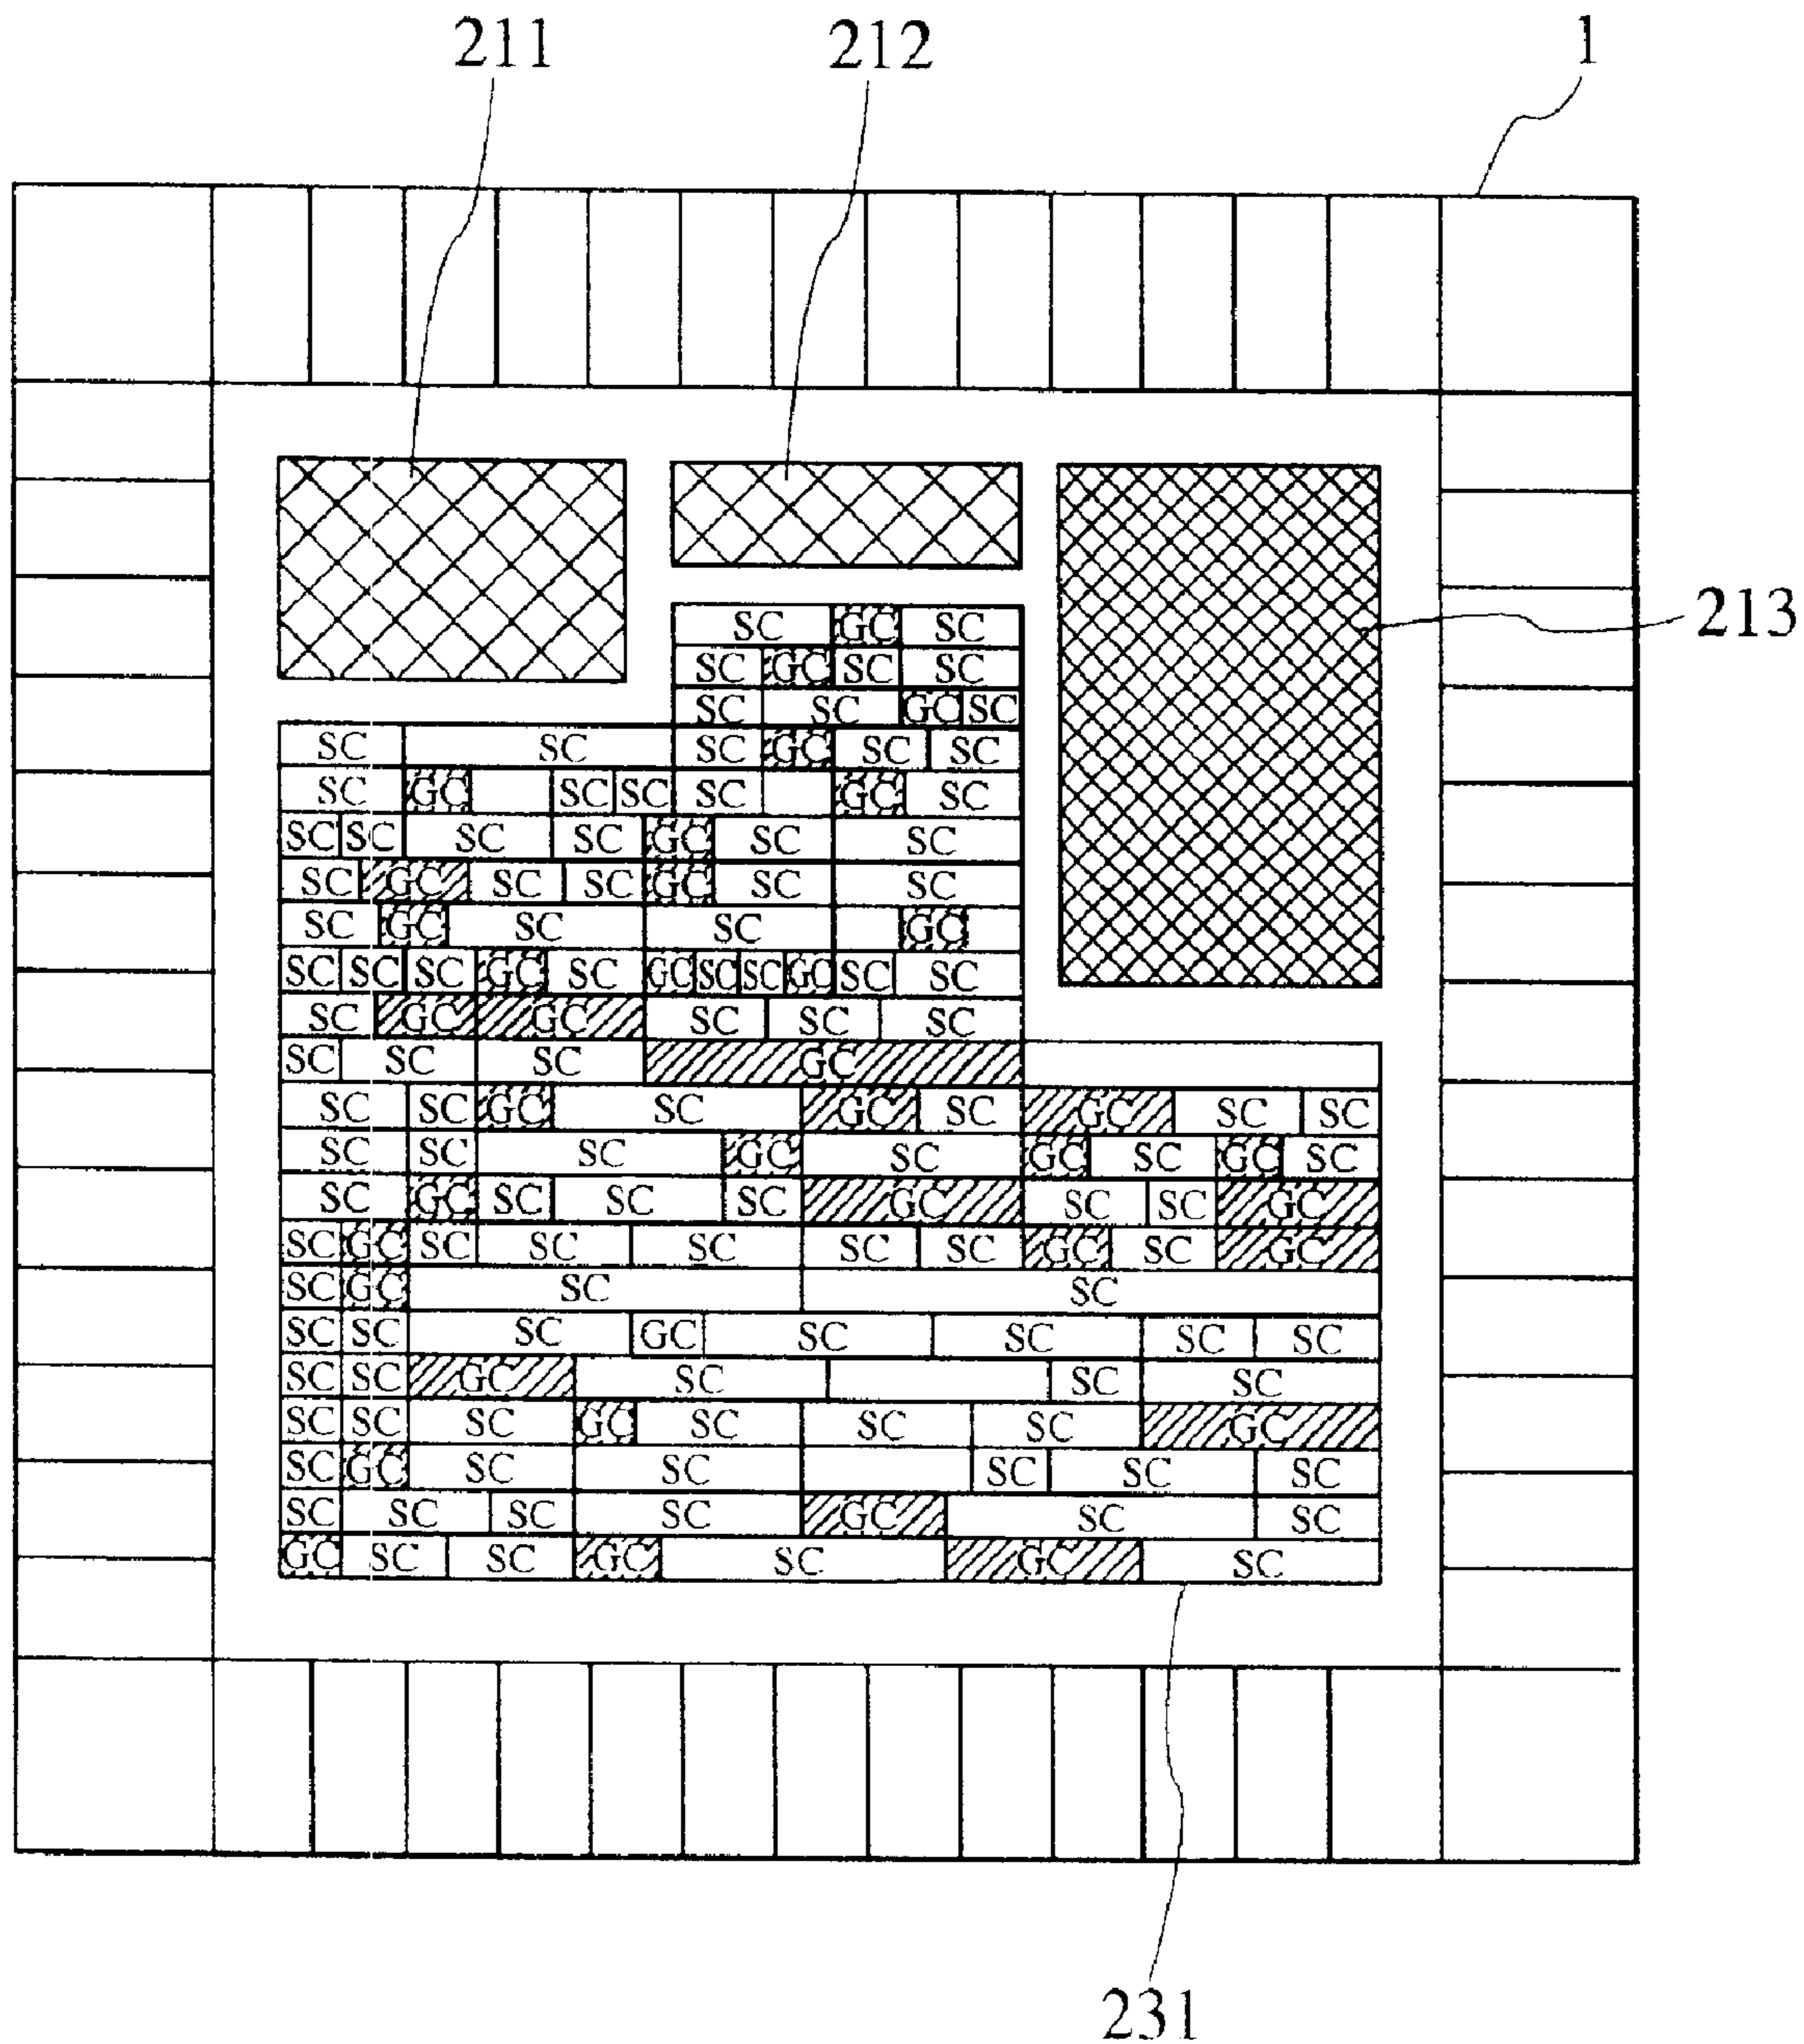 211 212 1
213
SC GC SC
SC GC SC SC
SC SC GC SC
SC SC SC GC SC SC
SC GC SC SC SC GC SC
SC SC SC SC GC SC SC
SC GC SC SC GC SC SC
SC GC SC SC GC
SC SC SC GC SC GC SC SC GC SC SC
SC GC GC SC SC SC
SC SC SC GC
SC SC GC SC GC SC GC SC SC
SC SC SC GC SC GC SC GC SC
SC GC SC SC SC GC SC SC GC
SC GC SC SC SC SC SC GC SC GC
SC GC SC SC
SC SC SC GC SC SC SC SC
SC SC GC SC SC SC
SC SC SC GC SC SC SC GC
SC GC SC SC SC SC SC
SC SC SC SC GC SC SC
GC SC SC GC SC GC SC
231